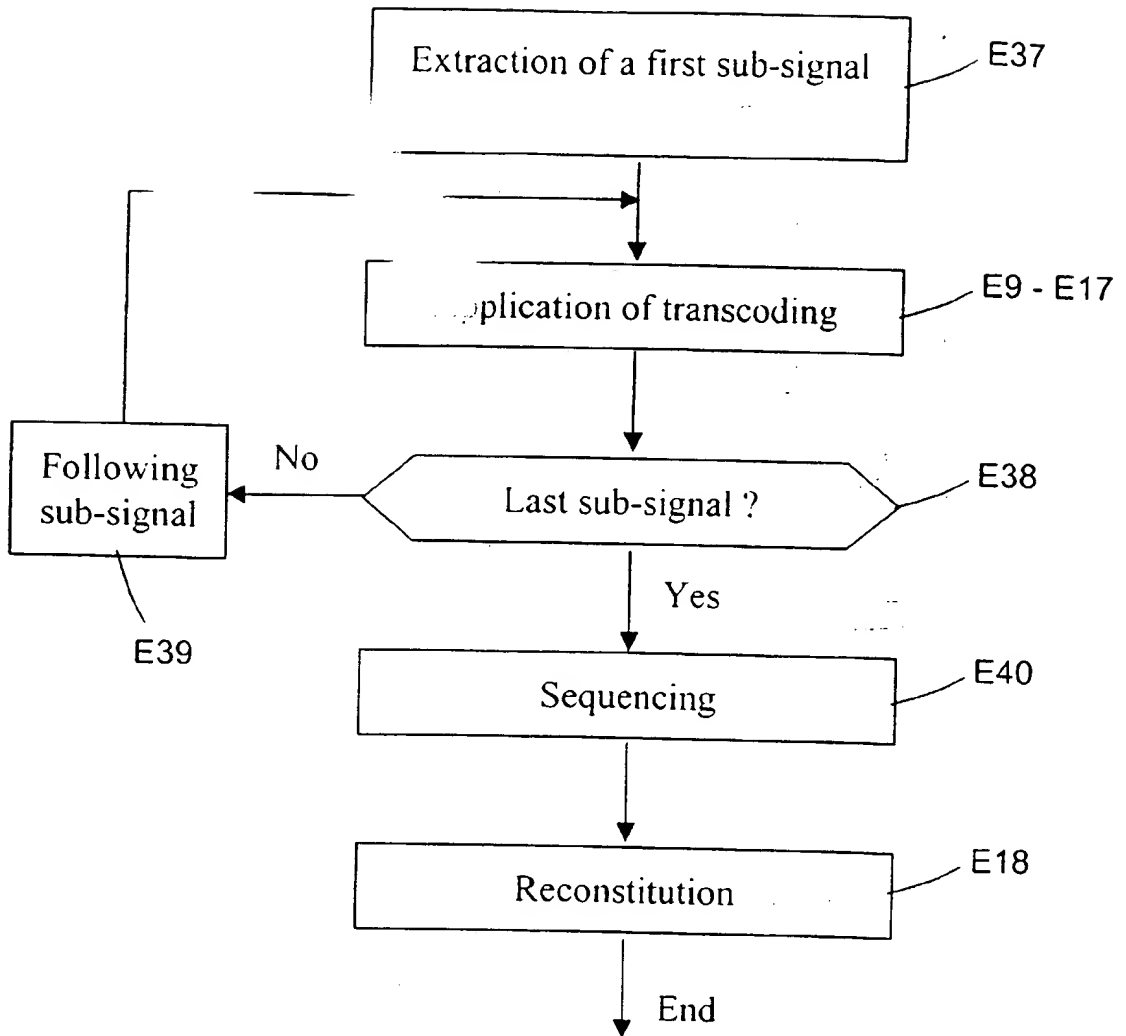 Extraction of a first sub-signal
E37
plication of transcoding
E9 - E17
Following
sub-signal
No
Last sub-signal ?
E38
E39
Yes
Sequencing
E40
Reconstitution
E18
End